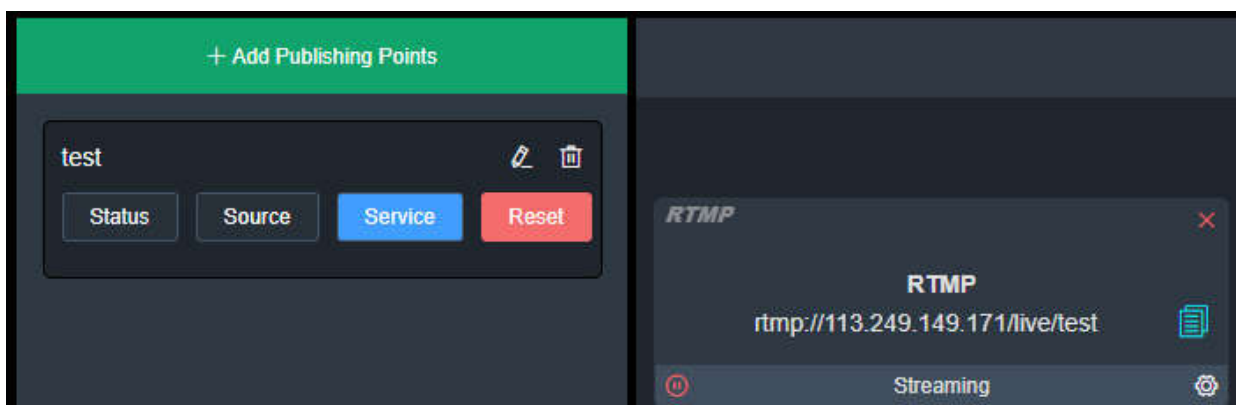 + Add Publishing Points
test
Status Source Service Reset
RTMP
RTMP
rtmp://113.249.149.171/live/test
Streaming